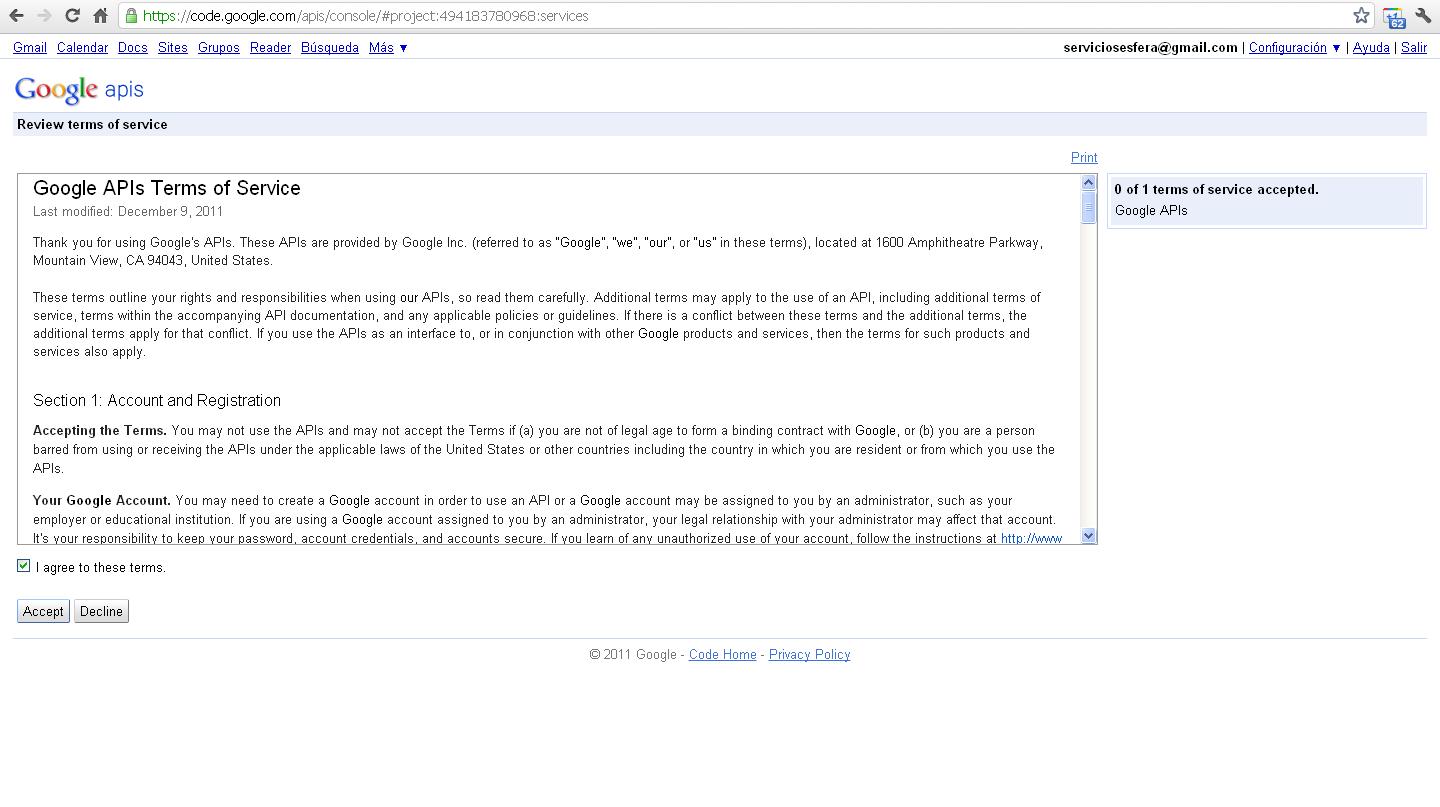 https://code.google.com/apis/console/#project:494183780968:services
62
Gmail Calendar Docs Sites Grupos Reader Búsqueda Más ▼ serviciosesfera@gmail.com | Configuración ▼ | Ayuda | Salir
Google apis
Review terms of service
Print
Google APIs Terms of Service
Last modified: December 9, 2011
Thank you for using Google's APIs. These APIs are provided by Google Inc. (referred to as "Google", "we", "our", or "us" in these terms), located at 1600 Amphitheatre Parkway,
Mountain View, CA 94043, United States.
These terms outline your rights and responsibilities when using our APIs, so read them carefully. Additional terms may apply to the use of an API, including additional terms of
service, terms within the accompanying API documentation, and any applicable policies or guidelines. If there is a conflict between these terms and the additional terms, the
additional terms apply for that conflict. If you use the APIs as an interface to, or in conjunction with other Google products and services, then the terms for such products and
services also apply.
Section 1: Account and Registration
Accepting the Terms. You may not use the APIs and may not accept the Terms if (a) you are not of legal age to form a binding contract with Google, or (b) you are a person
barred from using or receiving the APIs under the applicable laws of the United States or other countries including the country in which you are resident or from which you use the
APIs.
Your Google Account. You may need to create a Google account in order to use an API or a Google account may be assigned to you by an administrator, such as your
employer or educational institution. If you are using a Google account assigned to you by an administrator, your legal relationship with your administrator may affect that account.
It's your responsibility to keep your password, account credentials, and accounts secure. If you learn of any unauthorized use of your account, follow the instructions at http://www
0 of 1 terms of service accepted.
Google APIs
I agree to these terms.
Accept Decline
© 2011 Google - Code Home - Privacy Policy